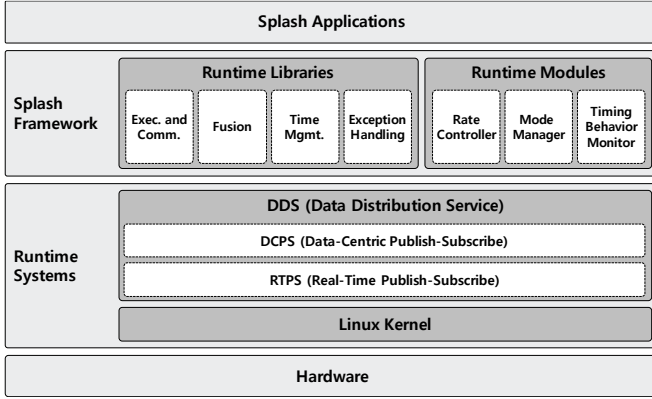 Splash Applications
Splash
Framework
Runtime Libraries
Exec. and
Comm.
Fusion
Time
Mgmt.
Exception
Handling
Runtime Modules
Rate
Controller
Mode
Manager
Timing
Behavior
Monitor
Runtime
Systems
DDS (Data Distribution Service)
DCPS (Data-Centric Publish-Subscribe)
RTPS (Real-Time Publish-Subscribe)
Linux Kernel
Hardware